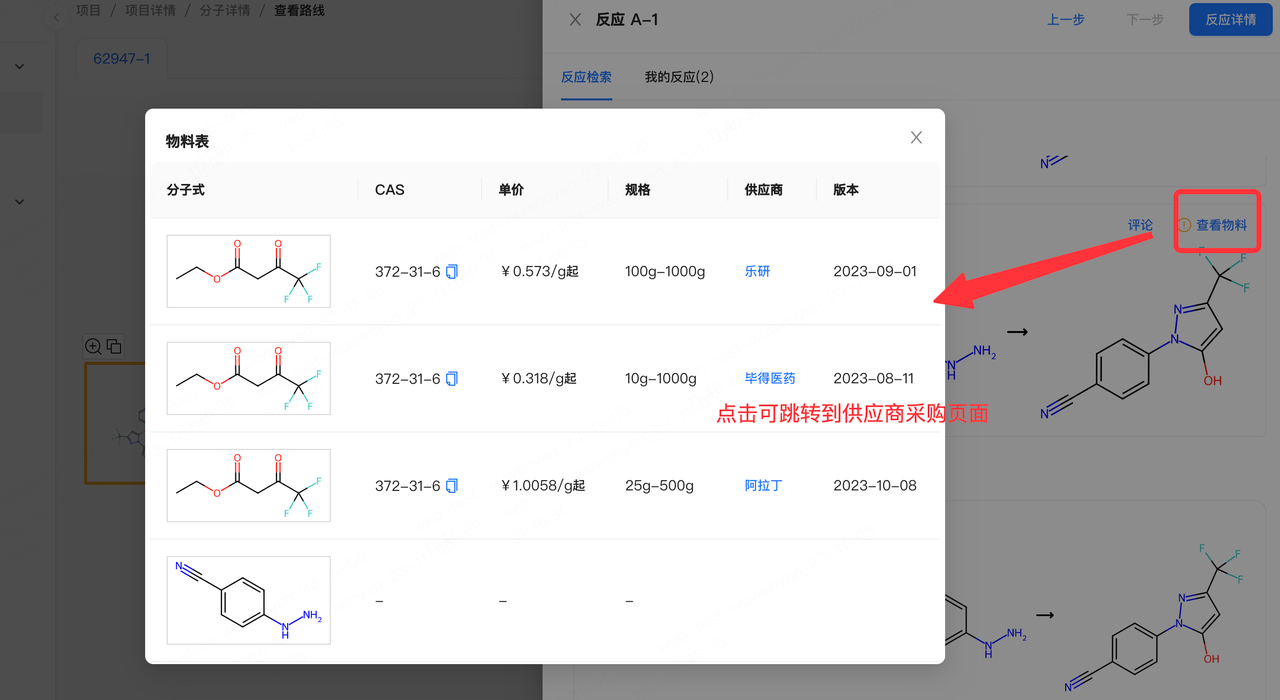 项目 / 项目详情 / 分子详情 / 查看路线
62947-1
反应 A-1
上一步
下一步
反应详情
反应检索
我的反应(2)
N
评论
查看物料
物料表
分子式 CAS 单价 规格 供应商 版本
O O O F F F
372-31-6 ￥0.573/g起 100g-1000g 乐研 2023-09-01
O O O F F F
372-31-6 ￥0.318/g起 10g-1000g 毕得医药 2023-08-11
点击可跳转到供应商采购页面
O O O F F F
372-31-6 ￥1.0058/g起 25g-500g 阿拉丁 2023-10-08
N N H NH2
- - -
N H NH2
F F F N N OH N
N H NH2
F F F N N OH N